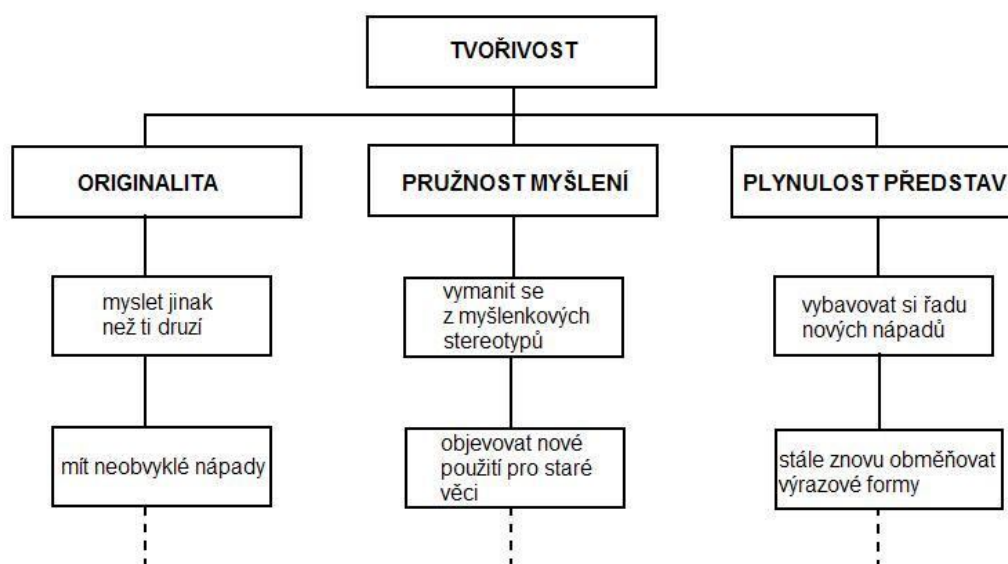 TVOŘIVOST
ORIGINALITA
PRUŽNOST MYŠLENÍ
PLYNULOST PŘEDSTAV
myslet jinak
než ti druzí
vymanit se
z myšlenkových
stereotypů
vybavovat si řadu
nových nápadů
mít neobvyklé nápady
objevovat nové
použití pro staré
věci
stále znovu obměňovat
výrazové formy